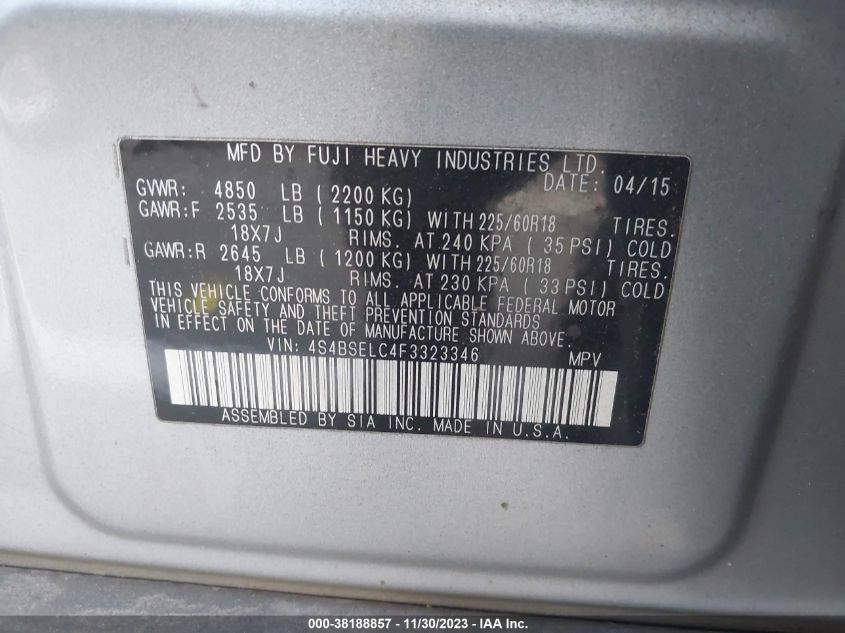 MFD BY FUJI HEAVY INDUSTRIES LTD.
DATE: 04/15
GVWR: 4850 LB ( 2200 KG)
GAWR:F 2535 LB ( 1150 KG) WITH 225/60R18 TIRES.
18X7J RIMS. AT 240 KPA ( 35 PSI) COLD
GAWR:R 2645 LB ( 1200 KG) WITH 225/60R18 TIRES.
18X7J RIMS. AT 230 KPA ( 33 PSI) COLD
THIS VEHICLE CONFORMS TO ALL APPLICABLE FEDERAL MOTOR
VEHICLE SAFETY AND THEFT PREVENTION STANDARDS
IN EFFECT ON THE DATE OF MANUFACTURE SHOWN ABOVE.
VIN: 4S4BSELC4F3323346 MPV
ASSEMBLED BY SIA INC. MADE IN U.S.A.
000-38188857 - 11/30/2023 - IAA Inc.